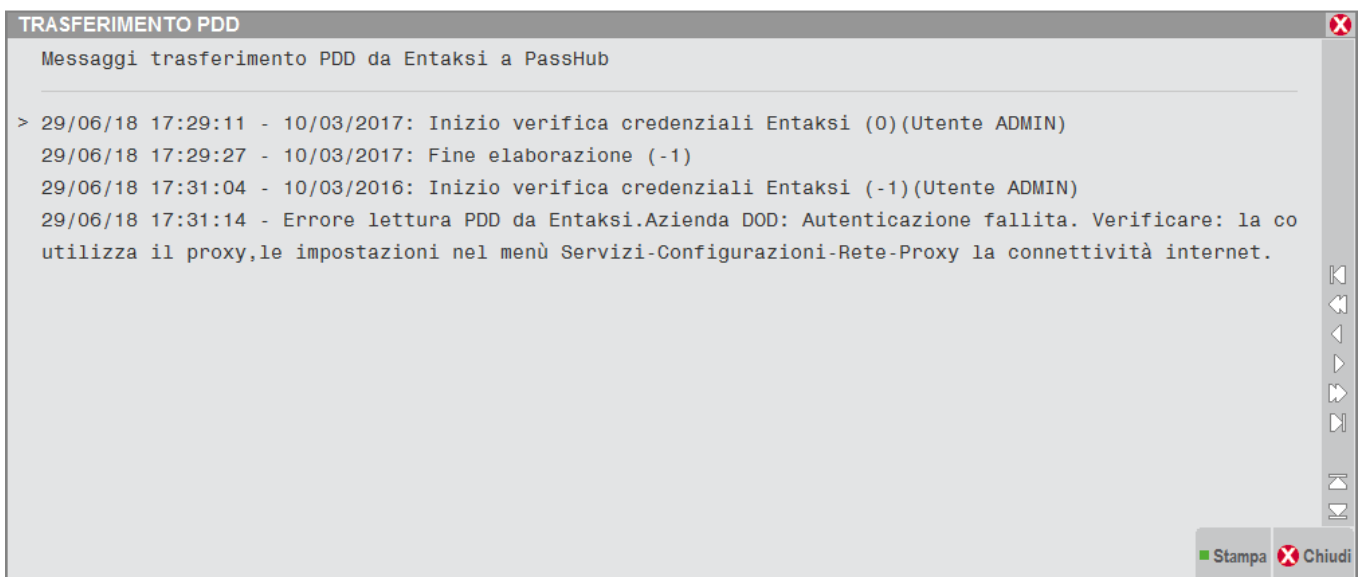 TRASFERIMENTO PDD
Messaggi trasferimento PDD da Entaksi a PassHub
> 29/06/18 17:29:11 - 10/03/2017: Inizio verifica credenziali Entaksi (0)(Utente ADMIN)
29/06/18 17:29:27 - 10/03/2017: Fine elaborazione (-1)
29/06/18 17:31:04 - 10/03/2016: Inizio verifica credenziali Entaksi (-1)(Utente ADMIN)
29/06/18 17:31:14 - Errore lettura PDD da Entaksi.Azienda DOD: Autenticazione fallita. Verificare: la co
utilizza il proxy,le impostazioni nel menù Servizi-Configurazioni-Rete-Proxy la connettività internet.
Stampa Chiudi